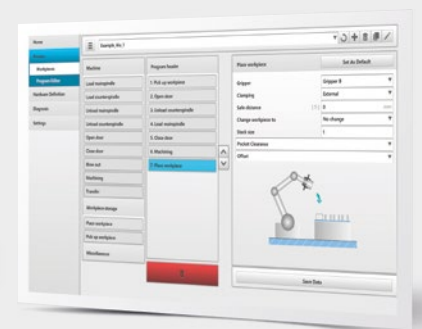 Home
Workpieces
Program Editor
Hardware Definition
Diagnosis
Settings
Example_Wo_1
Machine
Load mainspindle
Load counterspindle
Unload mainspindle
Unload counterspindle
Open door
Close door
Blow out
Machining
Transfer
Workpiece storage
Place workpiece
Pick up workpiece
Miscellaneous
Program header
1. Pick up workpiece
2. Open door
3. Unload counterspindle
4. Load mainspindle
5. Close door
6. Machining
7. Place workpiece
Place workpiece
Set As Default
Gripper
Gripper B
Clamping
External
Safe distance
0
Change workpiece to
No change
Stack size
1
Pocket Clearance
Offset
Save Data